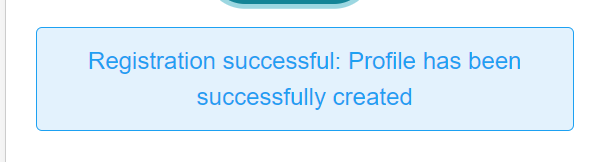 Registration successful: Profile has been
successfully created